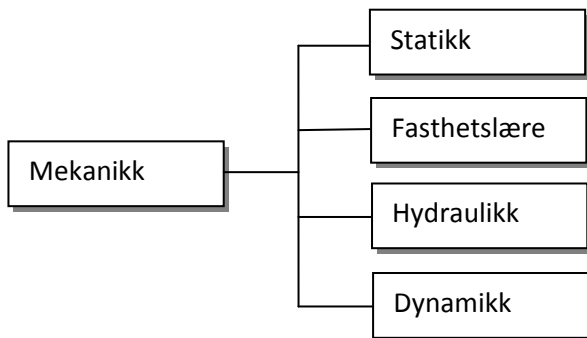 Mekanikk
Statikk
Fasthetslære
Hydraulikk
Dynamikk